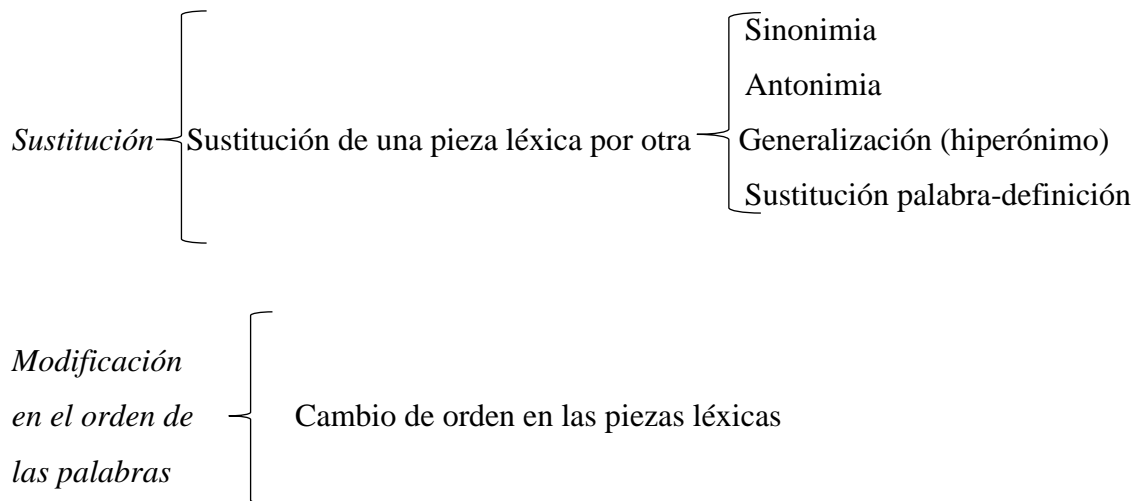 Sinonimia
Antonimia
Sustitución Sustitución de una pieza léxica por otra Generalización (hiperónimo)
Sustitución palabra-definición
Modificación
en el orden de Cambio de orden en las piezas léxicas
las palabras